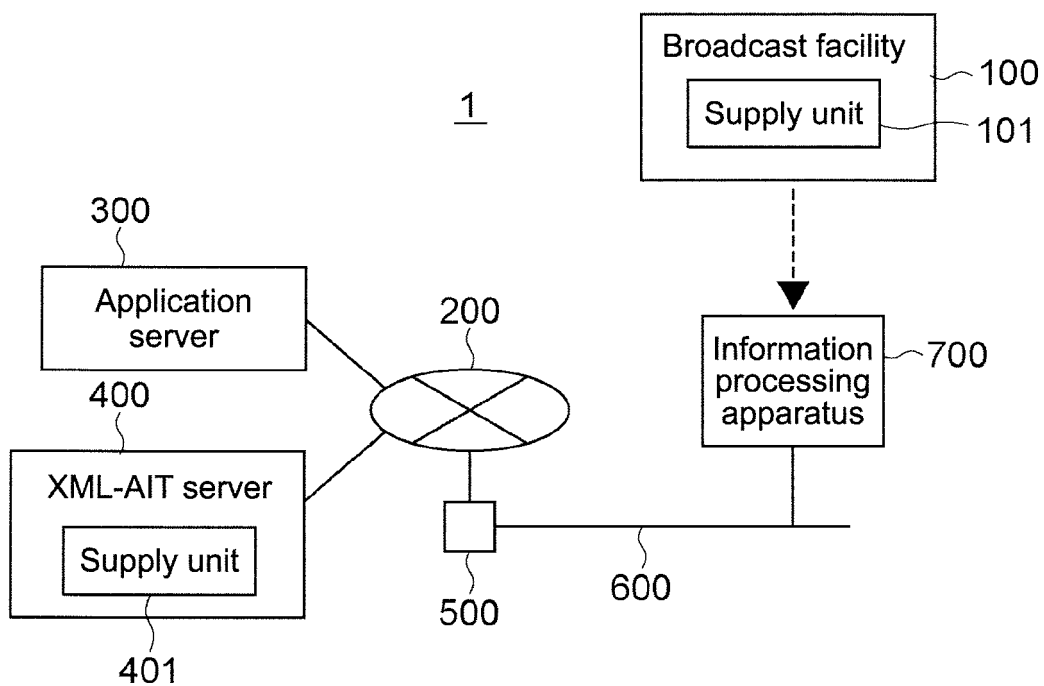 Broadcast facility
100
Supply unit
101
1
300
Application
server
200
Information
processing
apparatus
700
400
XML-AIT server
Supply unit
401
500
600